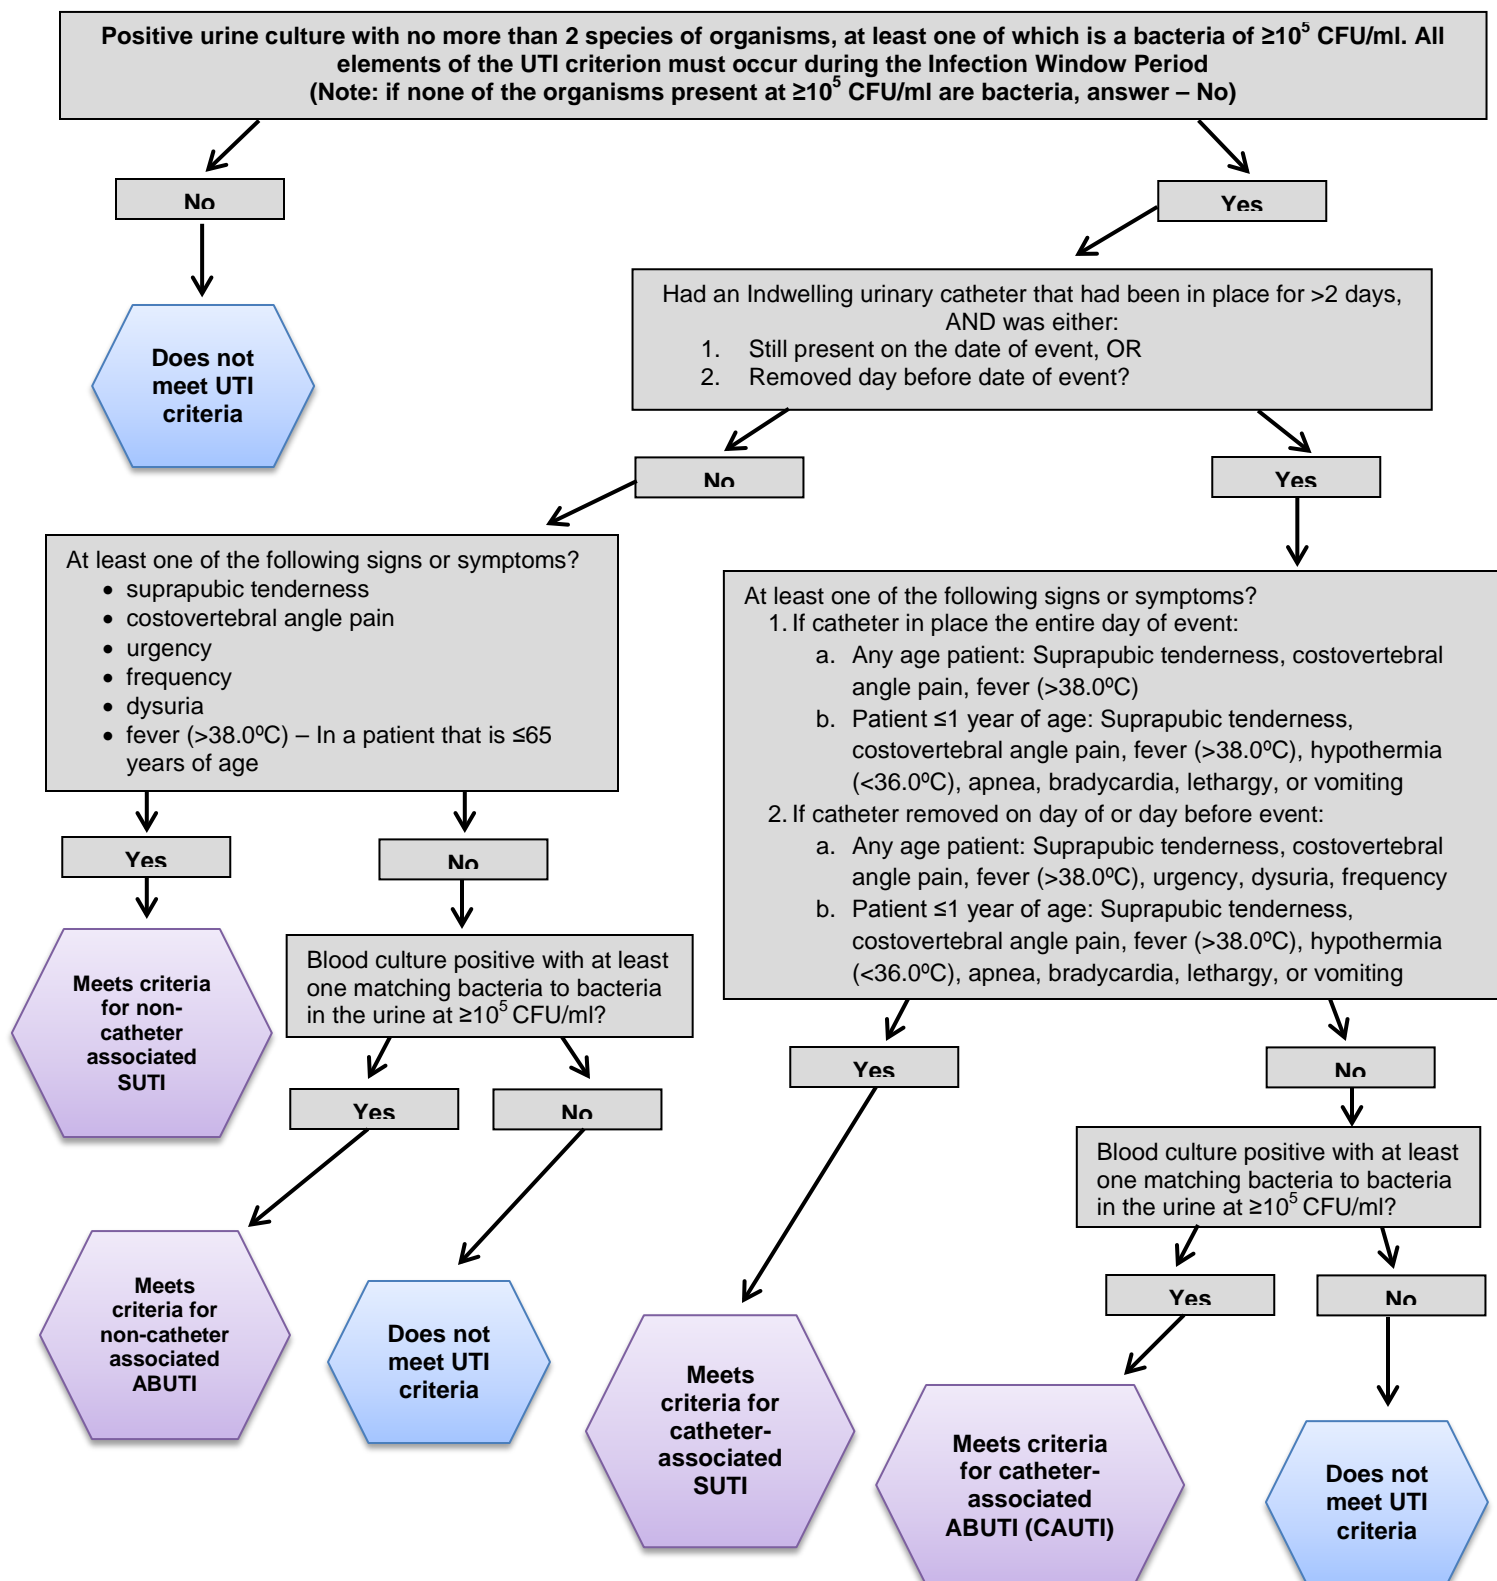 Positive urine culture with no more than 2 species of organisms, at least one of which is a bacteria of ≥10⁵ CFU/ml. All
elements of the UTI criterion must occur during the Infection Window Period
(Note: if none of the organisms present at ≥10⁵ CFU/ml are bacteria, answer – No)
No
Yes
Does not
meet UTI
criteria
Had an Indwelling urinary catheter that had been in place for >2 days,
AND was either:
1. Still present on the date of event, OR
2. Removed day before date of event?
No
Yes
At least one of the following signs or symptoms?
• suprapubic tenderness
• costovertebral angle pain
• urgency
• frequency
• dysuria
• fever (>38.0ºC) – In a patient that is ≤65
years of age
At least one of the following signs or symptoms?
1. If catheter in place the entire day of event:
a. Any age patient: Suprapubic tenderness, costovertebral
angle pain, fever (>38.0ºC)
b. Patient ≤1 year of age: Suprapubic tenderness,
costovertebral angle pain, fever (>38.0ºC), hypothermia
(<36.0ºC), apnea, bradycardia, lethargy, or vomiting
2. If catheter removed on day of or day before event:
a. Any age patient: Suprapubic tenderness, costovertebral
angle pain, fever (>38.0ºC), urgency, dysuria, frequency
b. Patient ≤1 year of age: Suprapubic tenderness,
costovertebral angle pain, fever (>38.0ºC), hypothermia
(<36.0ºC), apnea, bradycardia, lethargy, or vomiting
Yes
No
Meets criteria
for non-
catheter
associated
SUTI
Blood culture positive with at least
one matching bacteria to bacteria
in the urine at ≥10⁵ CFU/ml?
Yes
No
Yes
No
Blood culture positive with at least
one matching bacteria to bacteria
in the urine at ≥10⁵ CFU/ml?
Yes
No
Meets
criteria for
non-catheter
associated
ABUTI
Does not
meet UTI
criteria
Meets
criteria for
catheter-
associated
SUTI
Meets criteria
for catheter-
associated
ABUTI (CAUTI)
Does not
meet UTI
criteria